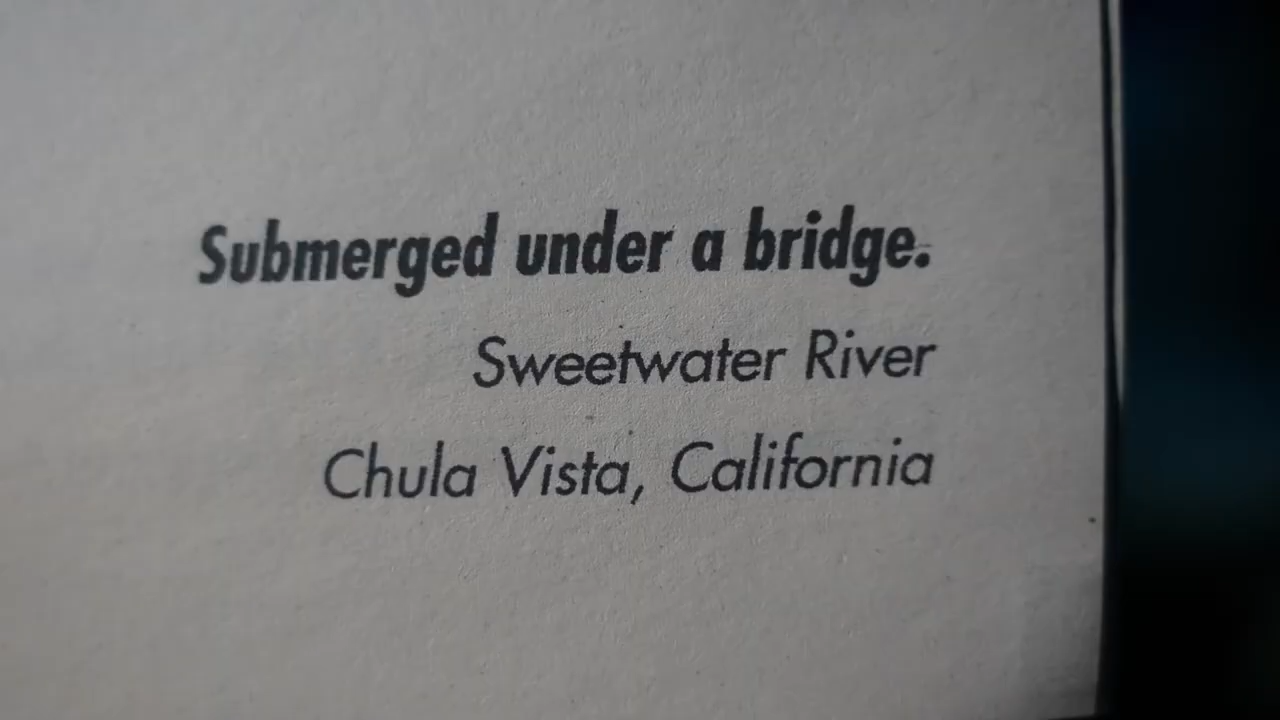 Submerged under a bridge.
Sweetwater River
Chula Vista, California